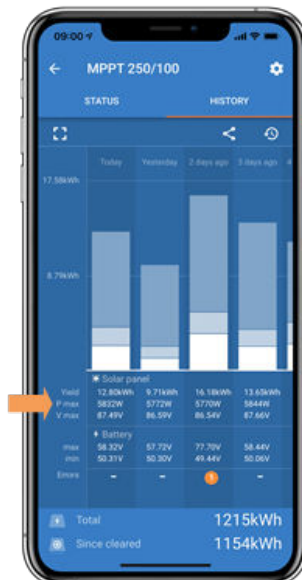 09:00
MPPT 250/100
STATUS HISTORY
Today Yesterday 2 days ago 3 days ago 4
17.58kWh
8.79kWh
Solar panel
Yield 12.80kWh 9.71kWh 16.18kWh 13.65kWh
P max 5832W 5772W 5770W 5844W
V max 87.49V 86.59V 86.54V 87.66V
Battery
max 58.32V 57.72V 77.70V 58.44V
min 50.31V 50.30V 49.44V 50.06V
Errors – – 1 –
Total 1215kWh
Since cleared 1154kWh